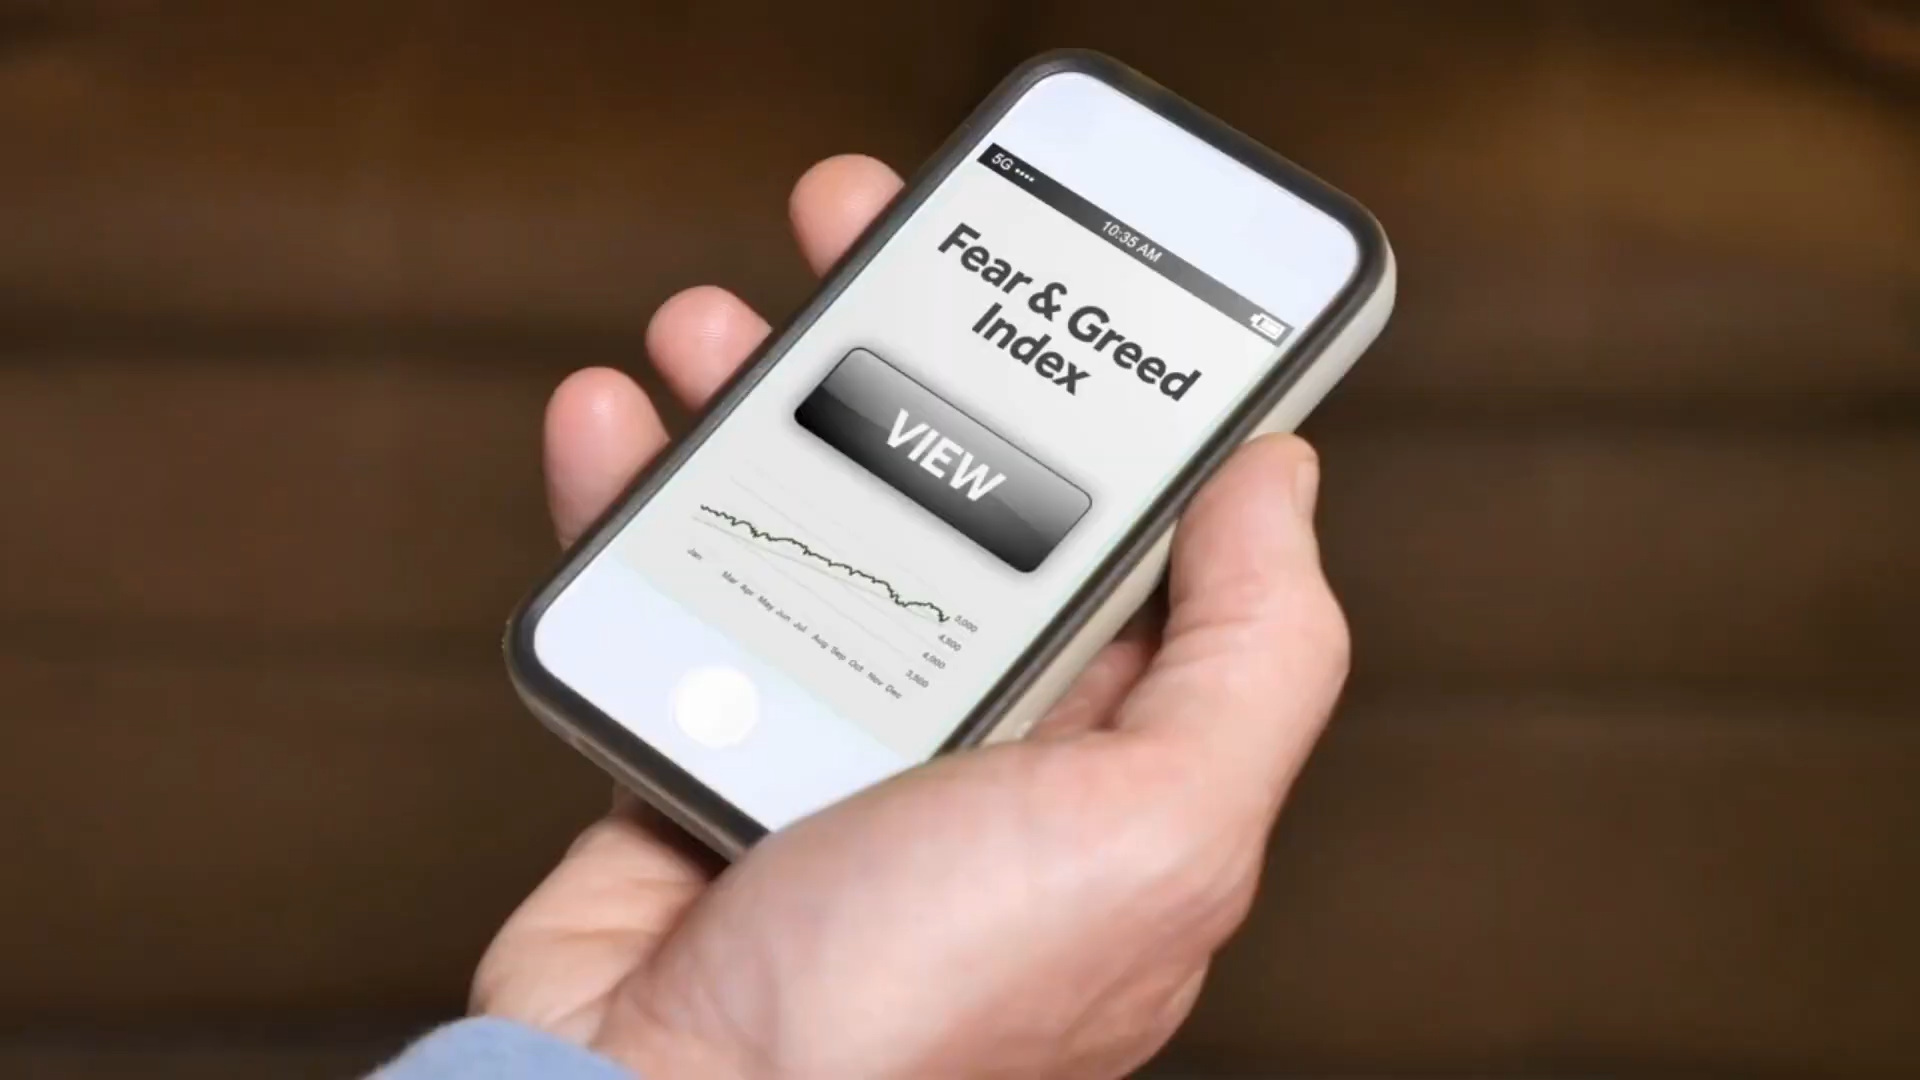 5G
10:35 AM
Fear & Greed
Index
VIEW
5,000
4,500
4,000
3,500
Jan Mar Apr May Jun Jul Aug Sep Oct Nov Dec